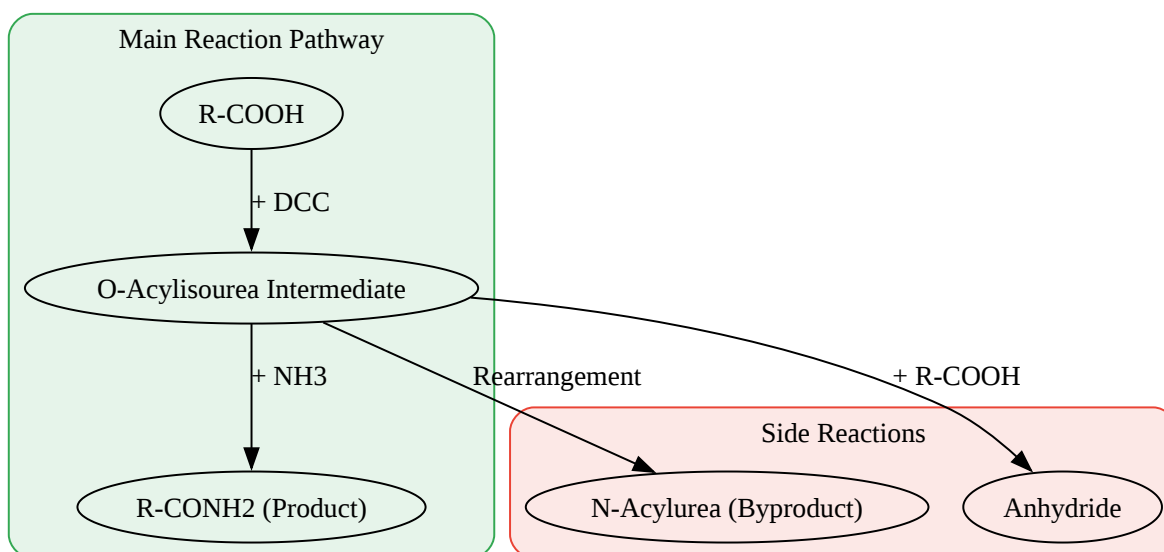 Main Reaction Pathway
R-COOH
+ DCC
O-Acylisourea Intermediate
+ NH3
Rearrangement
+ R-COOH
Side Reactions
R-CONH2 (Product)
N-Acylurea (Byproduct)
Anhydride